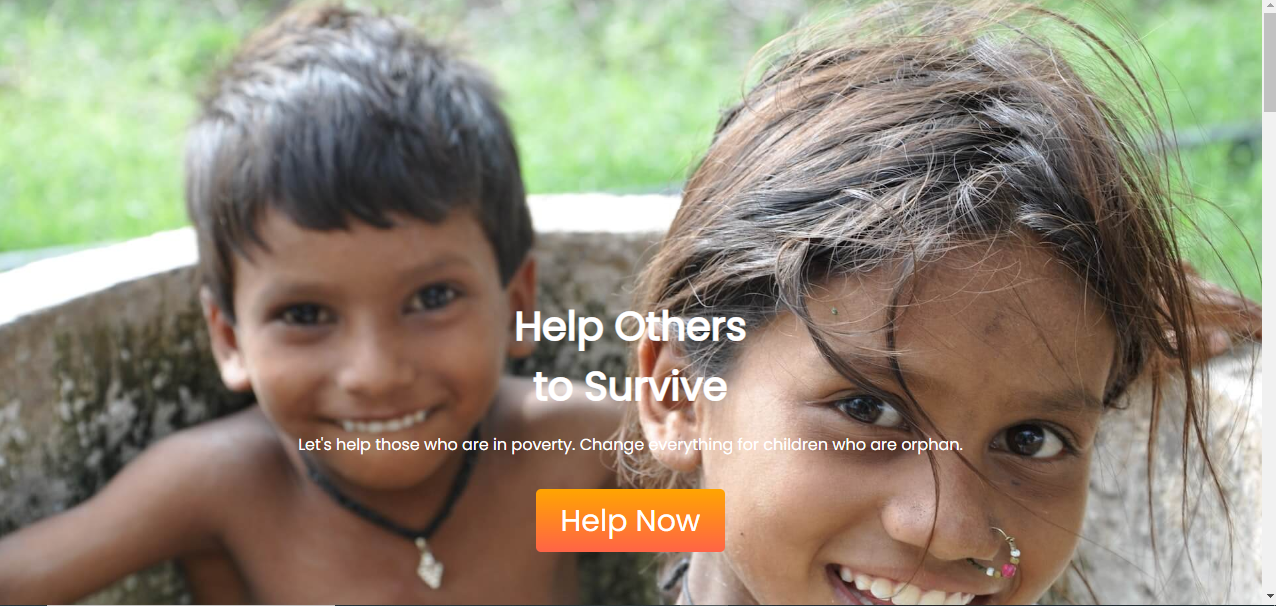 Help Others
to Survive
Let's help those who are in poverty. Change everything for children who are orphan.
Help Now